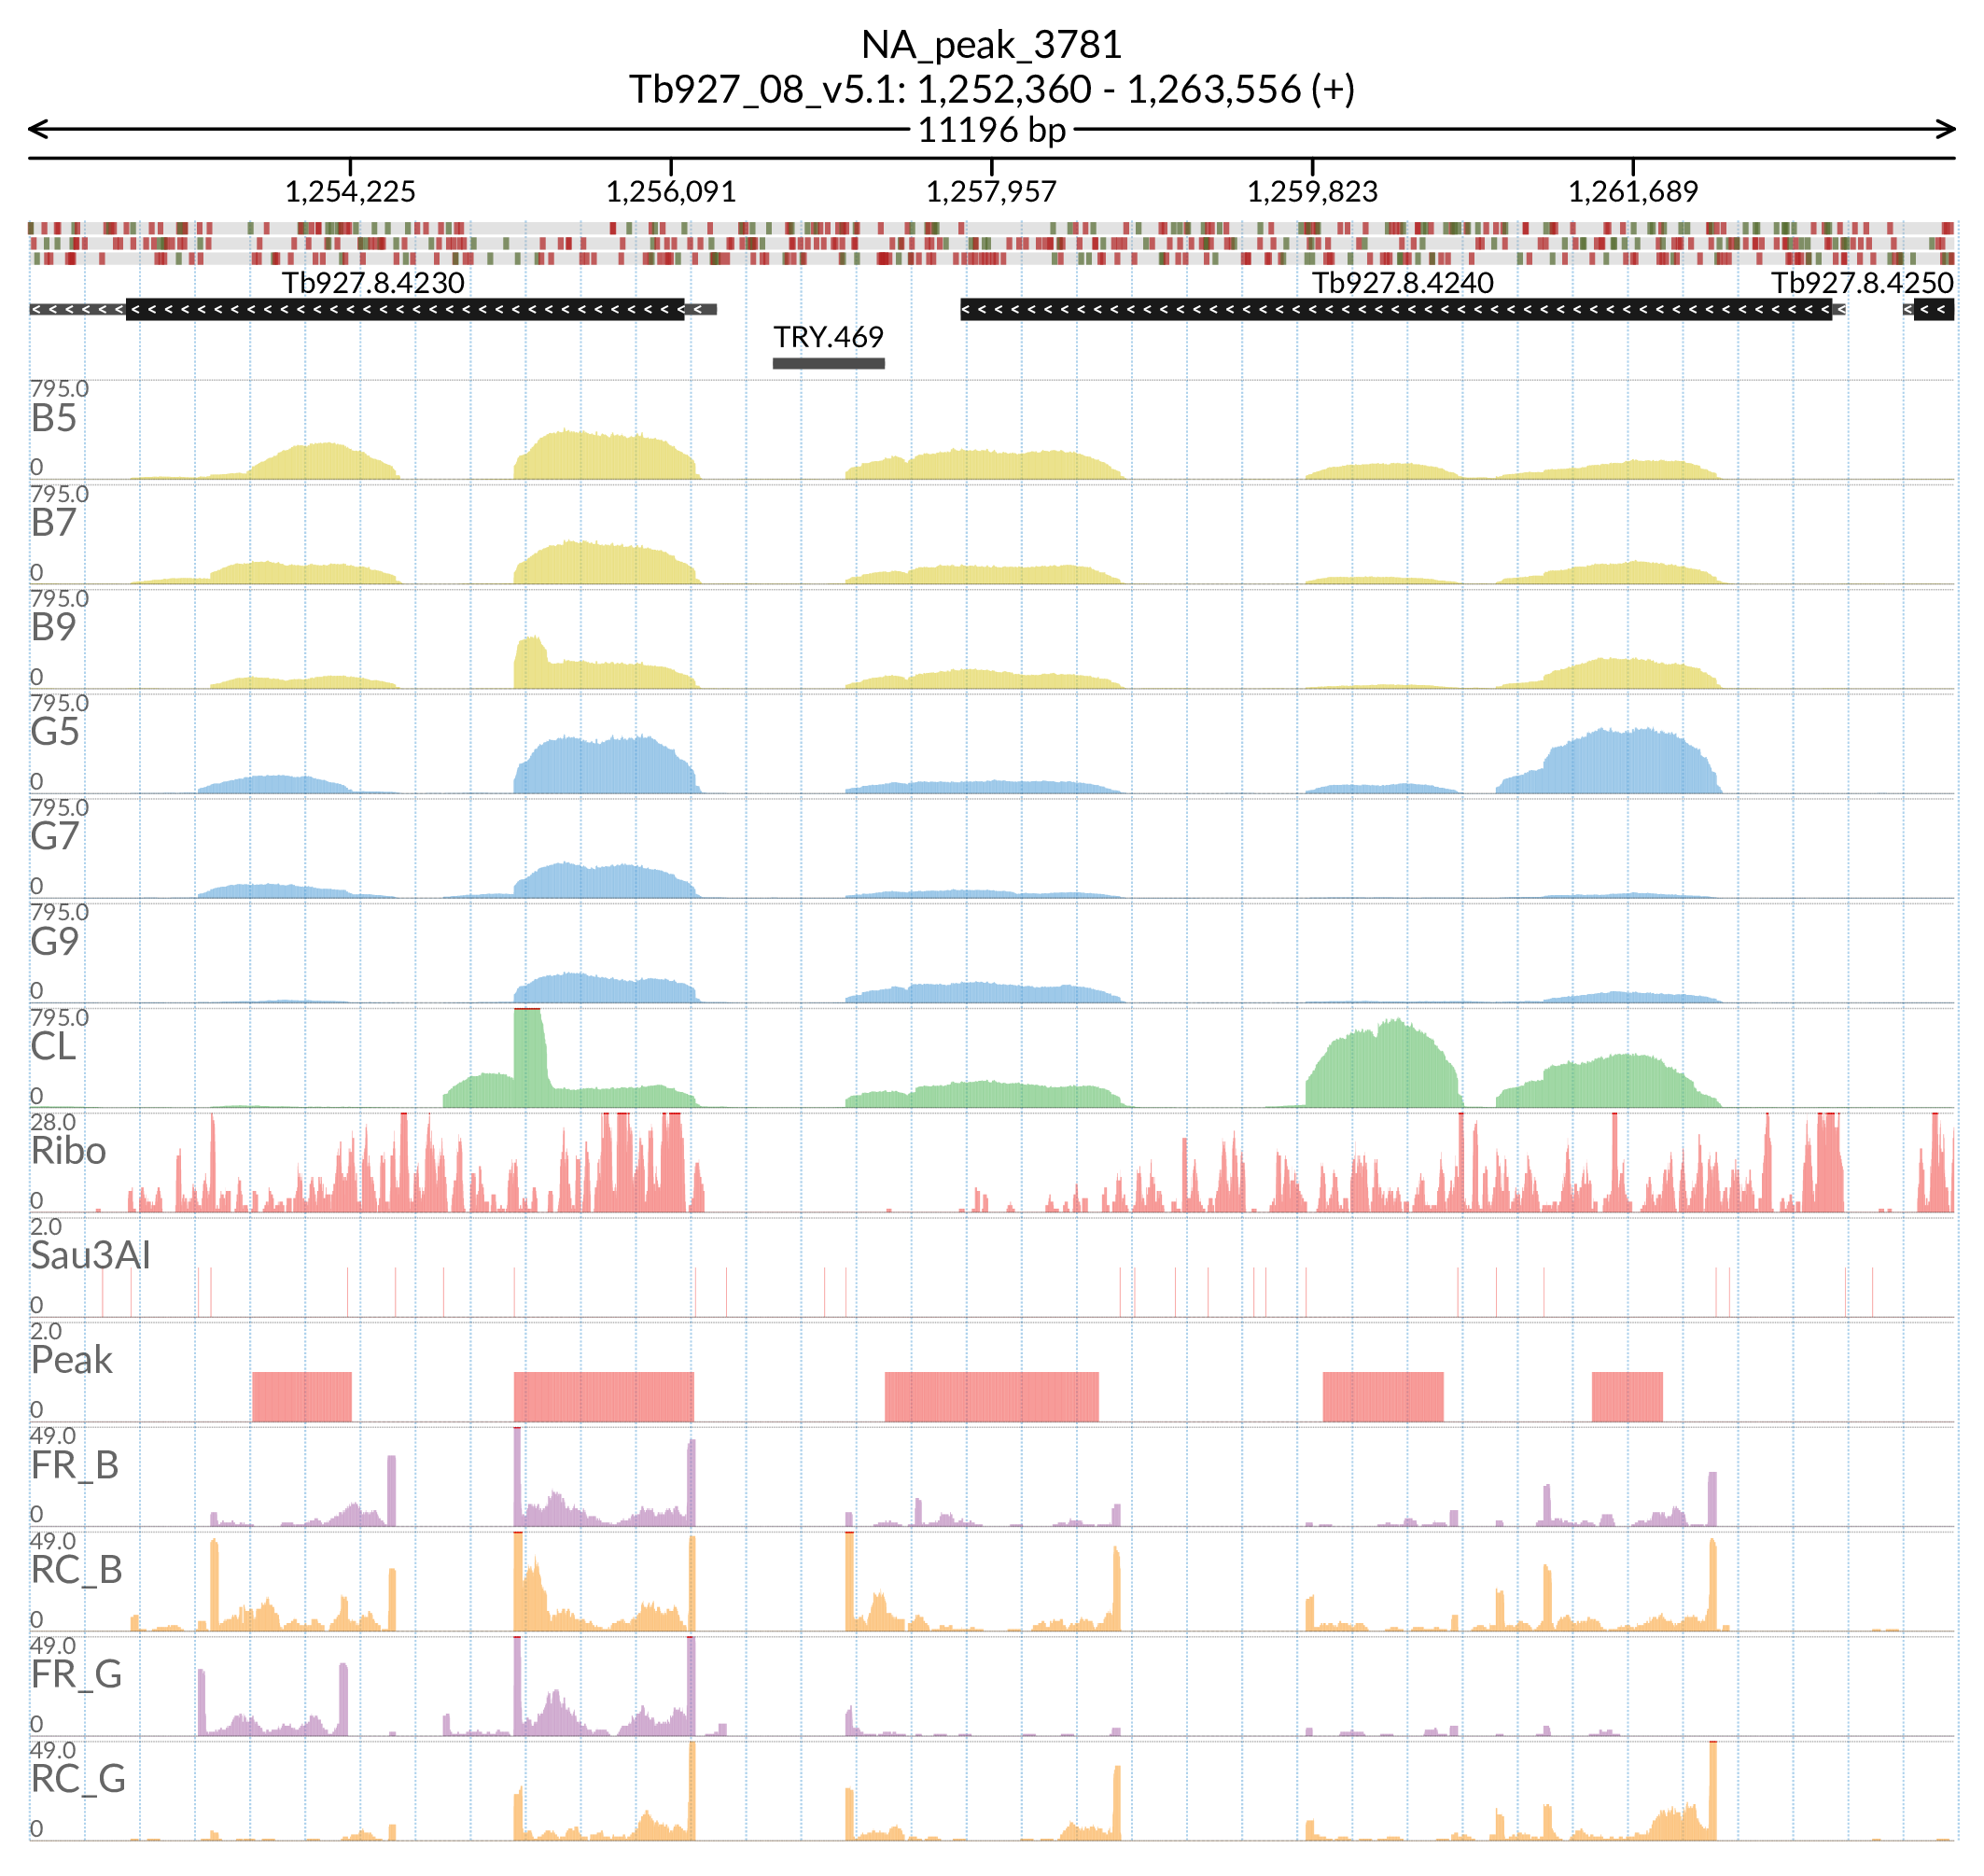 NA_peak_3781
Tb927_08_v5.1: 1,252,360 - 1,263,556 (+)
11196 bp
1,254,225 1,256,091 1,257,957 1,259,823 1,261,689
Tb927.8.4230 Tb927.8.4240 Tb927.8.4250
TRY.469
795.0
B5
0
795.0
B7
0
795.0
B9
0
795.0
G5
0
795.0
G7
0
795.0
G9
0
795.0
CL
0
28.0
Ribo
0
2.0
Sau3AI
0
2.0
Peak
0
49.0
FR_B
0
49.0
RC_B
0
49.0
FR_G
0
49.0
RC_G
0